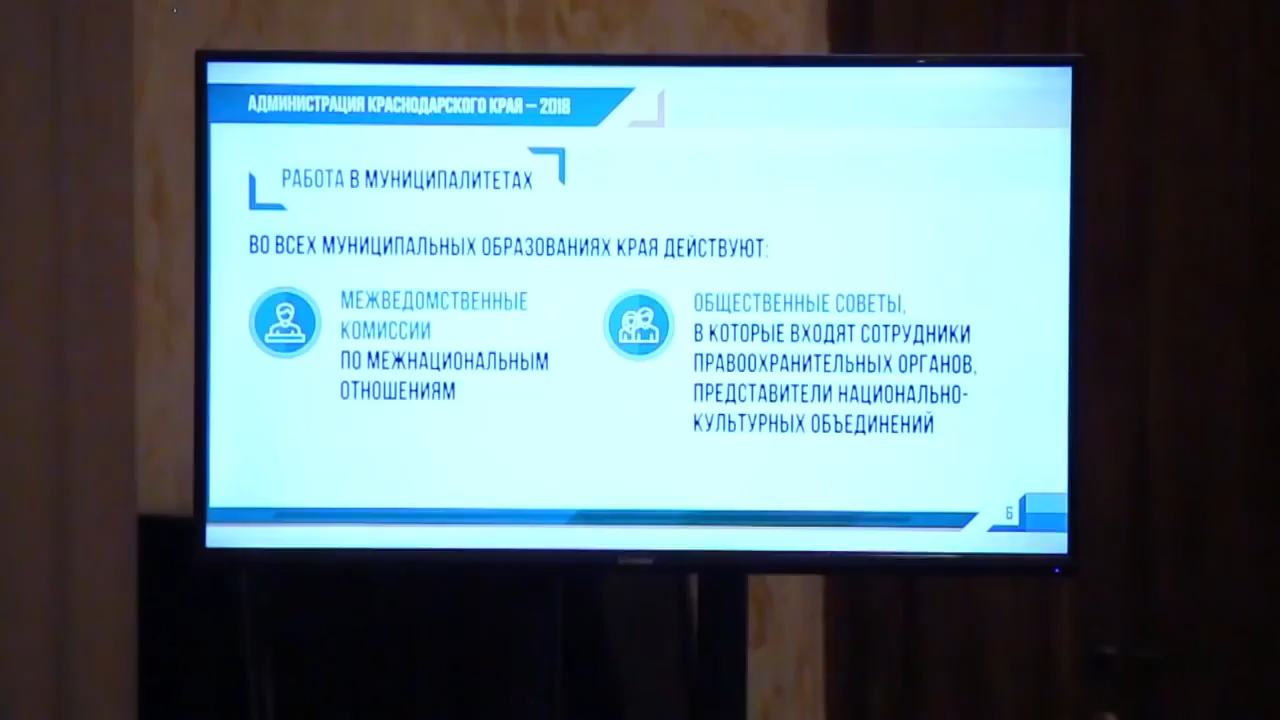 АДМИНИСТРАЦИЯ КРАСНОДАРСКОГО КРАЯ – 2018
РАБОТА В МУНИЦИПАЛИТЕТАХ
ВО ВСЕХ МУНИЦИПАЛЬНЫХ ОБРАЗОВАНИЯХ КРАЯ ДЕЙСТВУЮТ:
МЕЖВЕДОМСТВЕННЫЕ
КОМИССИИ
ПО МЕЖНАЦИОНАЛЬНЫМ
ОТНОШЕНИЯМ
ОБЩЕСТВЕННЫЕ СОВЕТЫ,
В КОТОРЫЕ ВХОДЯТ СОТРУДНИКИ
ПРАВООХРАНИТЕЛЬНЫХ ОРГАНОВ,
ПРЕДСТАВИТЕЛИ НАЦИОНАЛЬНО-
КУЛЬТУРНЫХ ОБЪЕДИНЕНИЙ
6